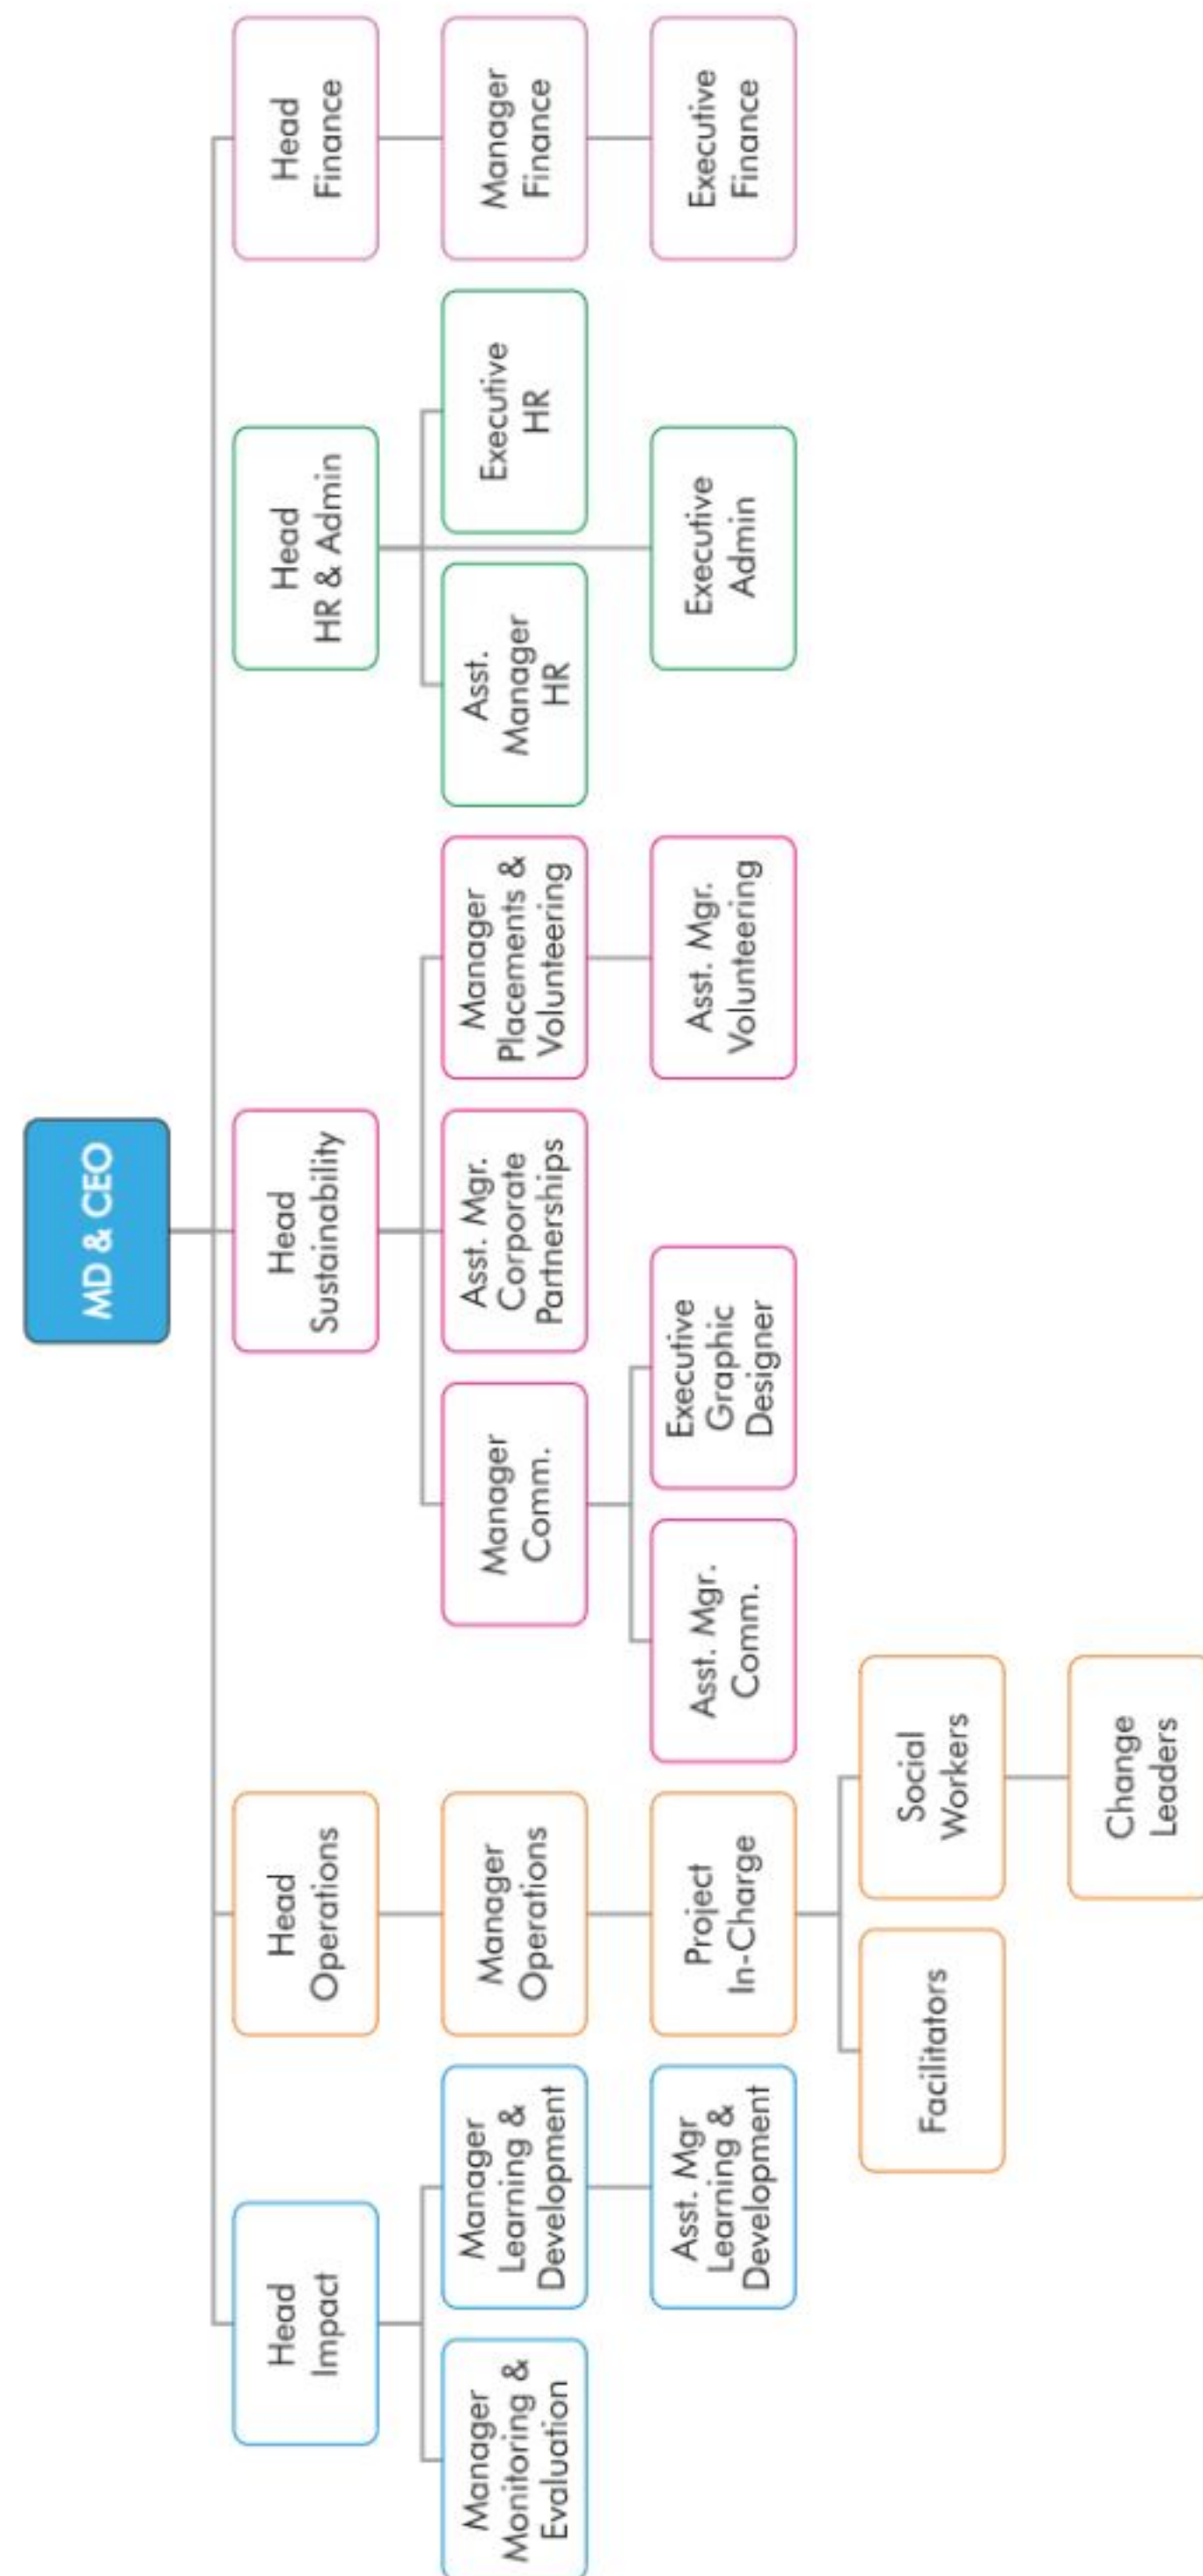 MD & CEO
Head
Impact
Head
Operations
Head
Sustainability
Head
HR & Admin
Head
Finance
Manager
Monitoring &
Evaluation
Manager
Learning &
Development
Manager
Operations
Manager
Comm.
Asst. Mgr.
Corporate
Partnerships
Manager
Placements &
Volunteering
Asst.
Manager
HR
Executive
HR
Manager
Finance
Asst. Mgr
Learning &
Development
Project
In-Charge
Asst. Mgr.
Comm.
Executive
Graphic
Designer
Asst. Mgr.
Volunteering
Executive
Admin
Executive
Finance
Facilitators
Social
Workers
Change
Leaders